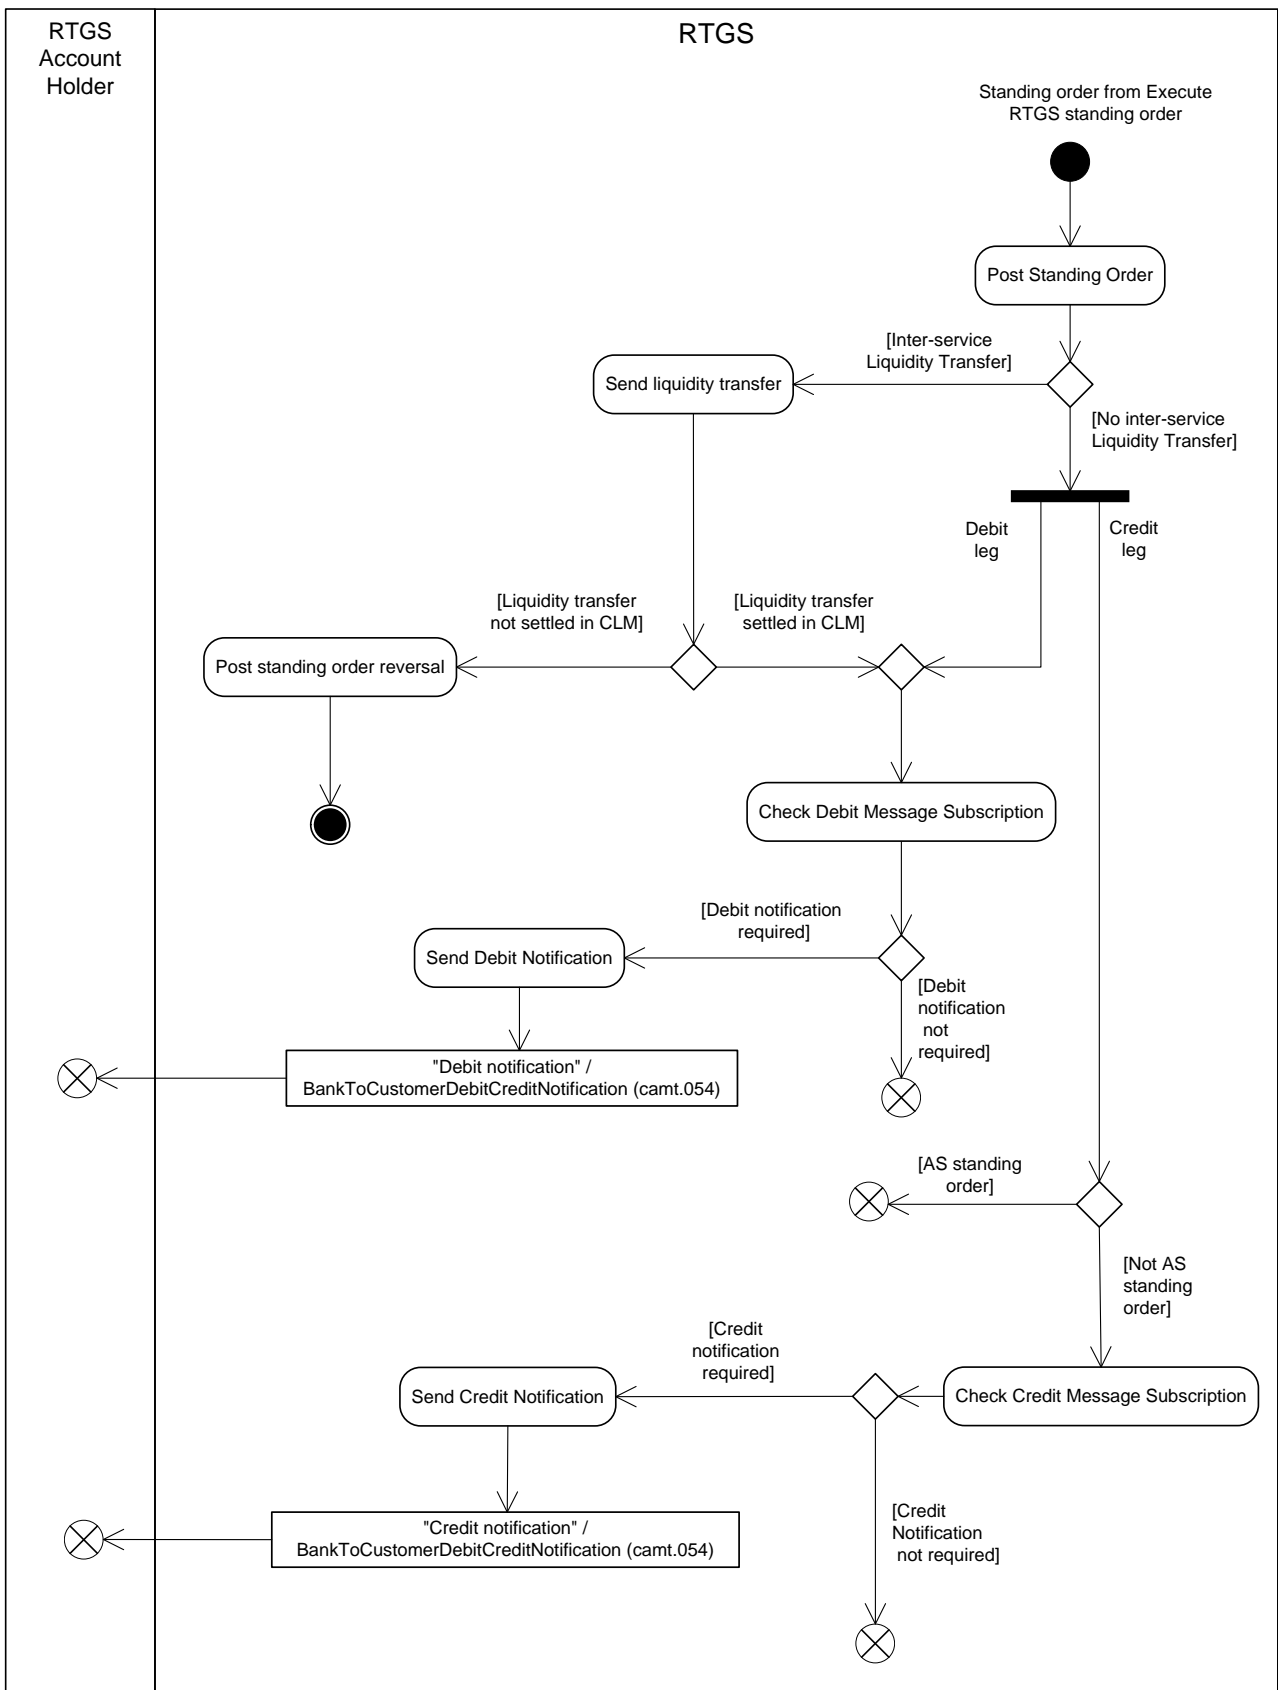 RTGS
Account
Holder
RTGS
Standing order from Execute
RTGS standing order
Post Standing Order
[Inter-service
Liquidity Transfer]
Send liquidity transfer
[No inter-service
Liquidity Transfer]
Debit
leg
Credit
leg
[Liquidity transfer
not settled in CLM]
[Liquidity transfer
settled in CLM]
Post standing order reversal
Check Debit Message Subscription
[Debit notification
required]
Send Debit Notification
[Debit
notification
not
required]
"Debit notification" /
BankToCustomerDebitCreditNotification (camt.054)
[AS standing
order]
[Not AS
standing
order]
[Credit
notification
required]
Send Credit Notification
Check Credit Message Subscription
"Credit notification" /
BankToCustomerDebitCreditNotification (camt.054)
[Credit
Notification
not required]